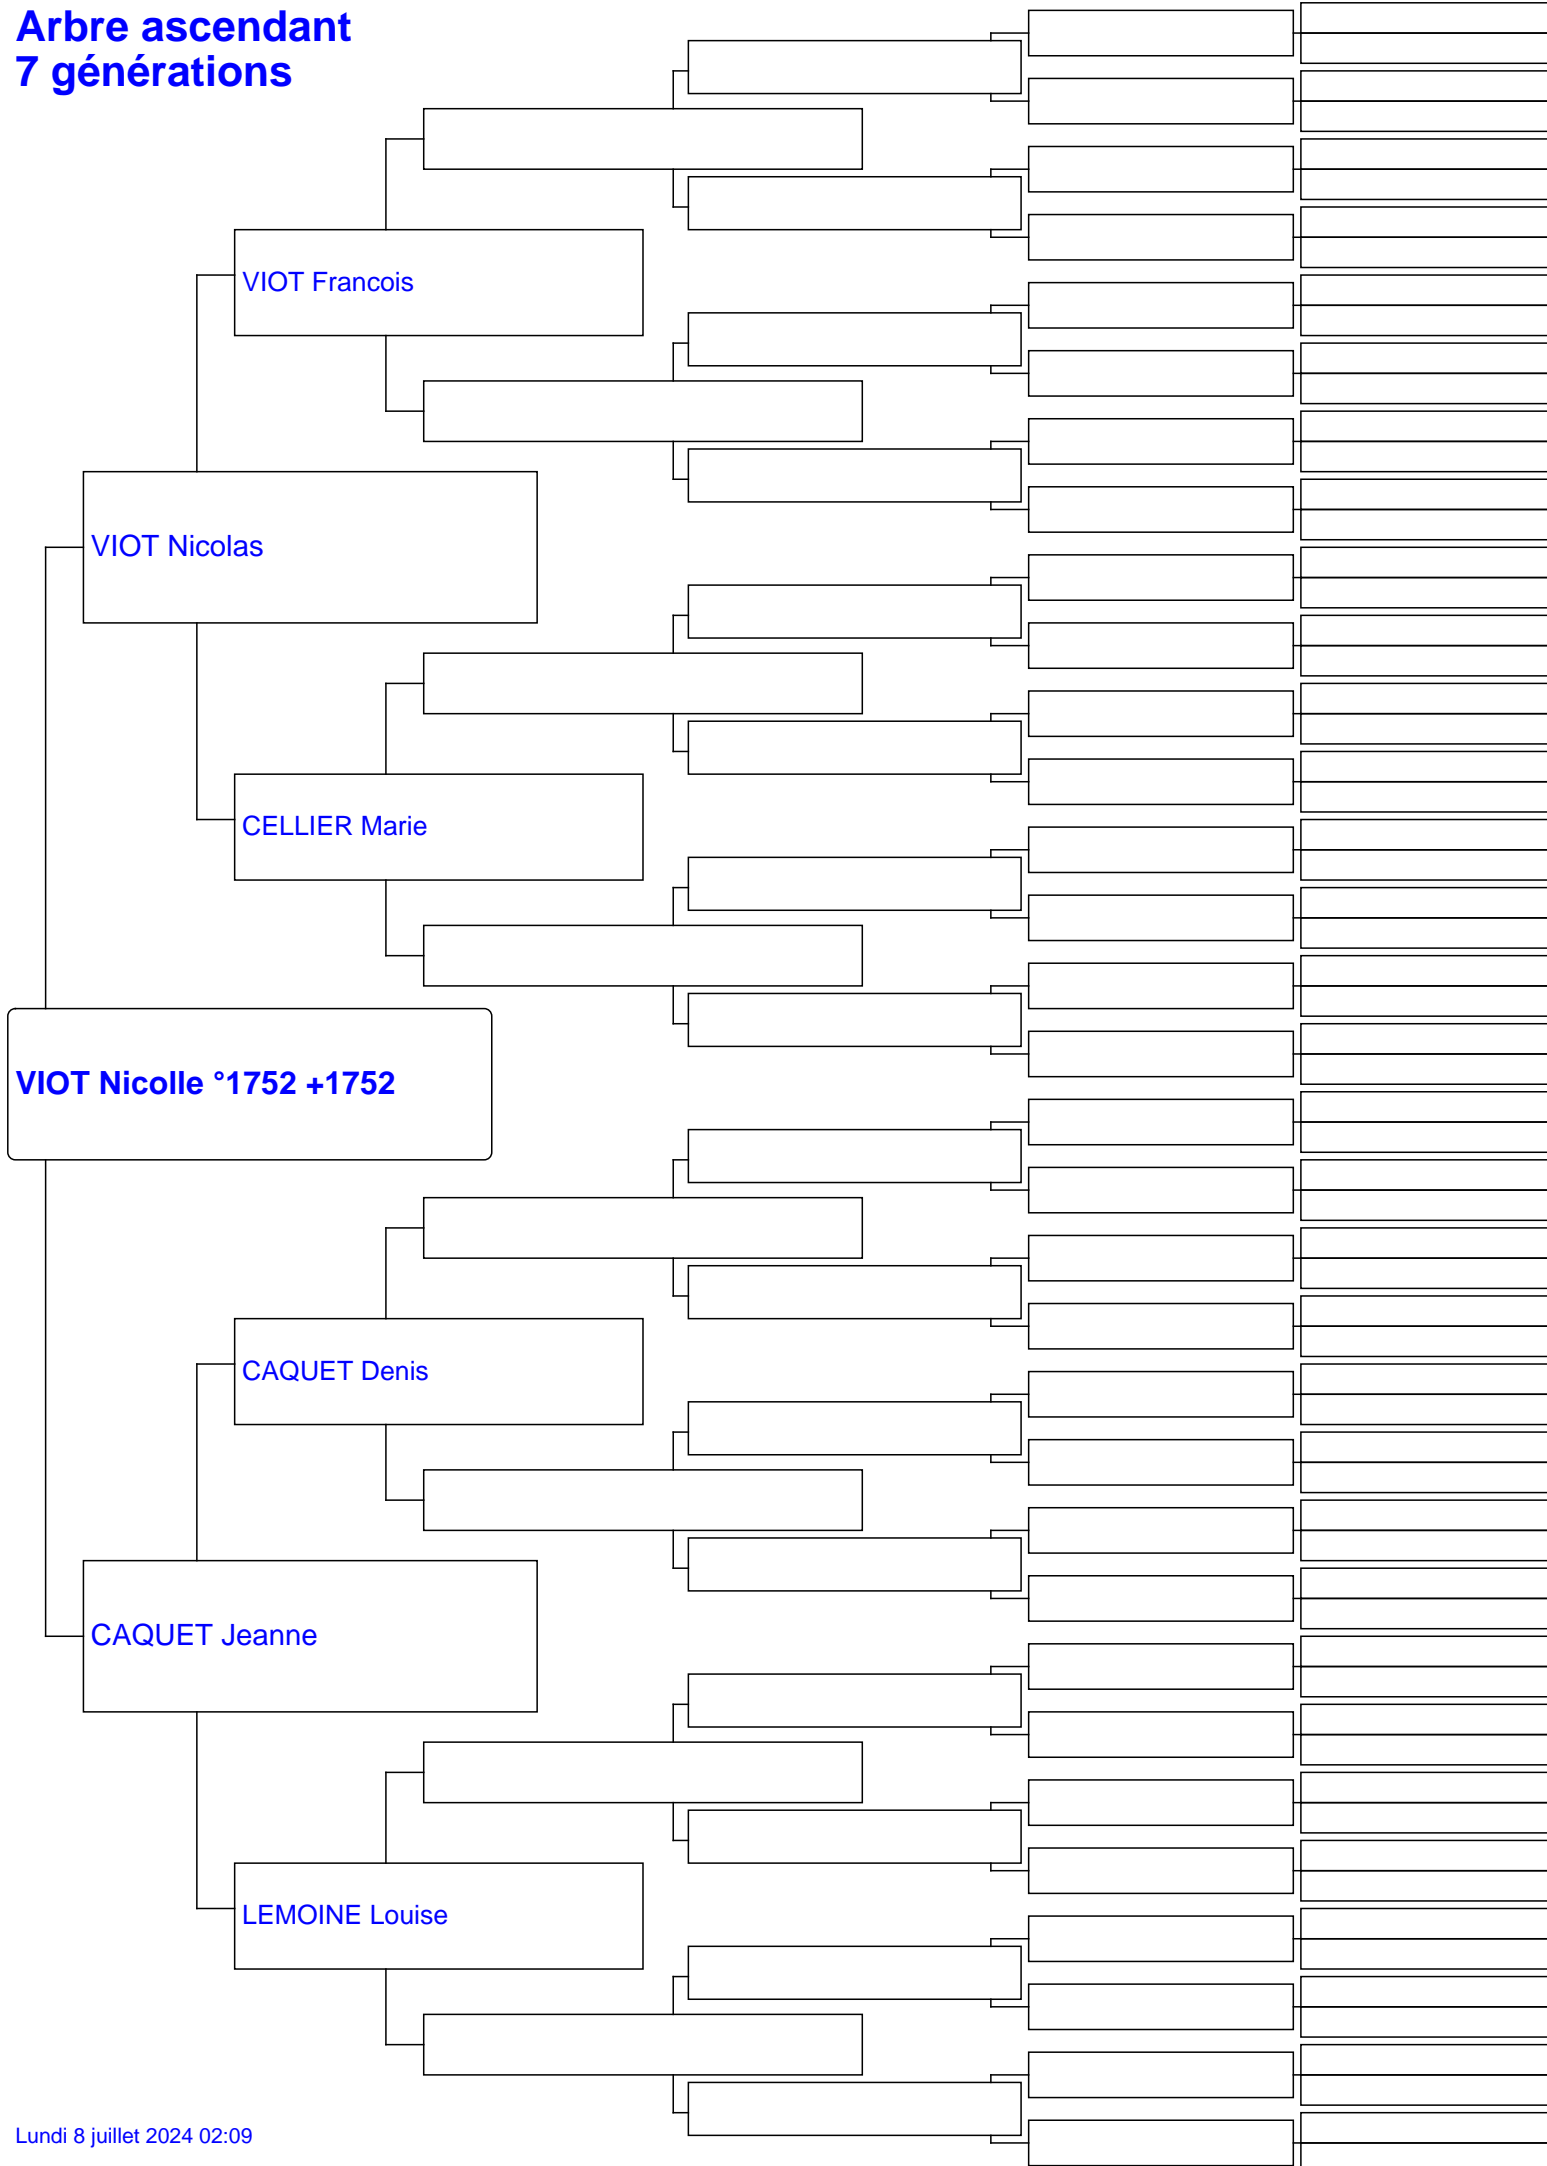 Arbre ascendant
7 générations
VIOT Francois
VIOT Nicolas
CELLIER Marie
VIOT Nicolle °1752 +1752
CAQUET Denis
CAQUET Jeanne
LEMOINE Louise
Lundi 8 juillet 2024 02:09